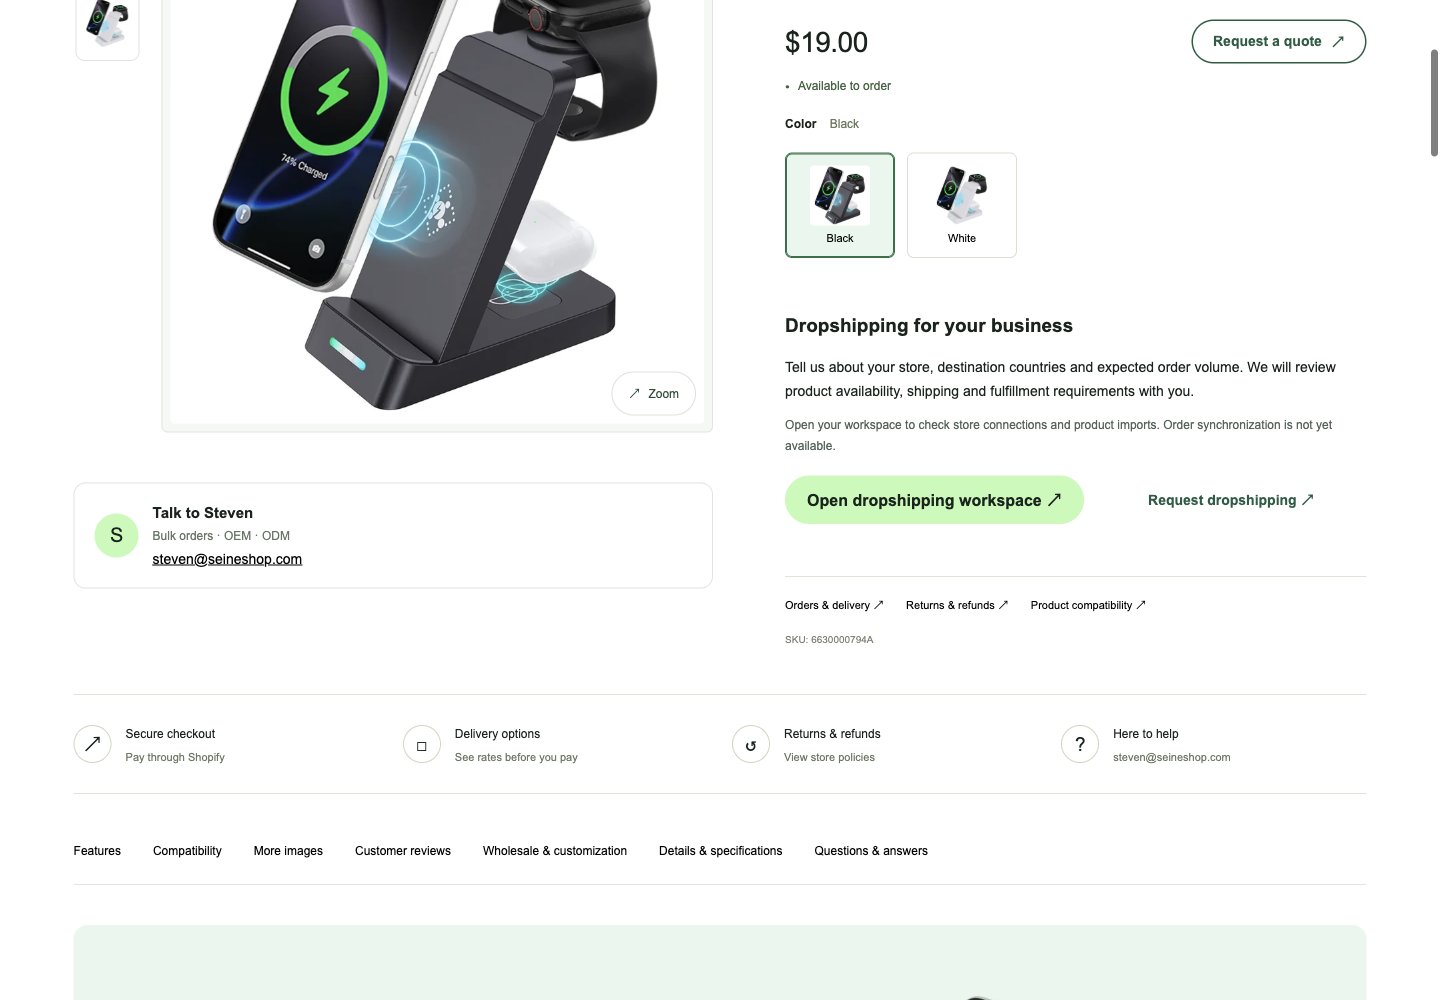 74% Charged
Zoom
Talk to Steven
S
Bulk orders · OEM · ODM
steven@seineshop.com
$19.00
Request a quote ↗
• Available to order
Color Black
Black
White
Dropshipping for your business
Tell us about your store, destination countries and expected order volume. We will review
product availability, shipping and fulfillment requirements with you.
Open your workspace to check store connections and product imports. Order synchronization is not yet
available.
Open dropshipping workspace ↗
Request dropshipping ↗
Orders & delivery ↗ Returns & refunds ↗ Product compatibility ↗
SKU: 6630000794A
Secure checkout
Pay through Shopify
Delivery options
See rates before you pay
Returns & refunds
View store policies
?
Here to help
steven@seineshop.com
Features Compatibility More images Customer reviews Wholesale & customization Details & specifications Questions & answers